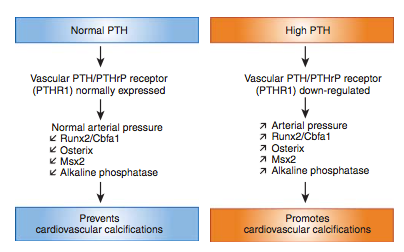 Normal PTH
Vascular PTH/PTHrP receptor
(PTHR1) normally expressed
Normal arterial pressure
↙ Runx2/Cbfa1
↙ Osterix
↙ Msx2
↙ Alkaline phosphatase
Prevents
cardiovascular calcifications
High PTH
Vascular PTH/PTHrP receptor
(PTHR1) down-regulated
↗ Arterial pressure
↗ Runx2/Cbfa1
↗ Osterix
↗ Msx2
↗ Alkaline phosphatase
Promotes
cardiovascular calcifications